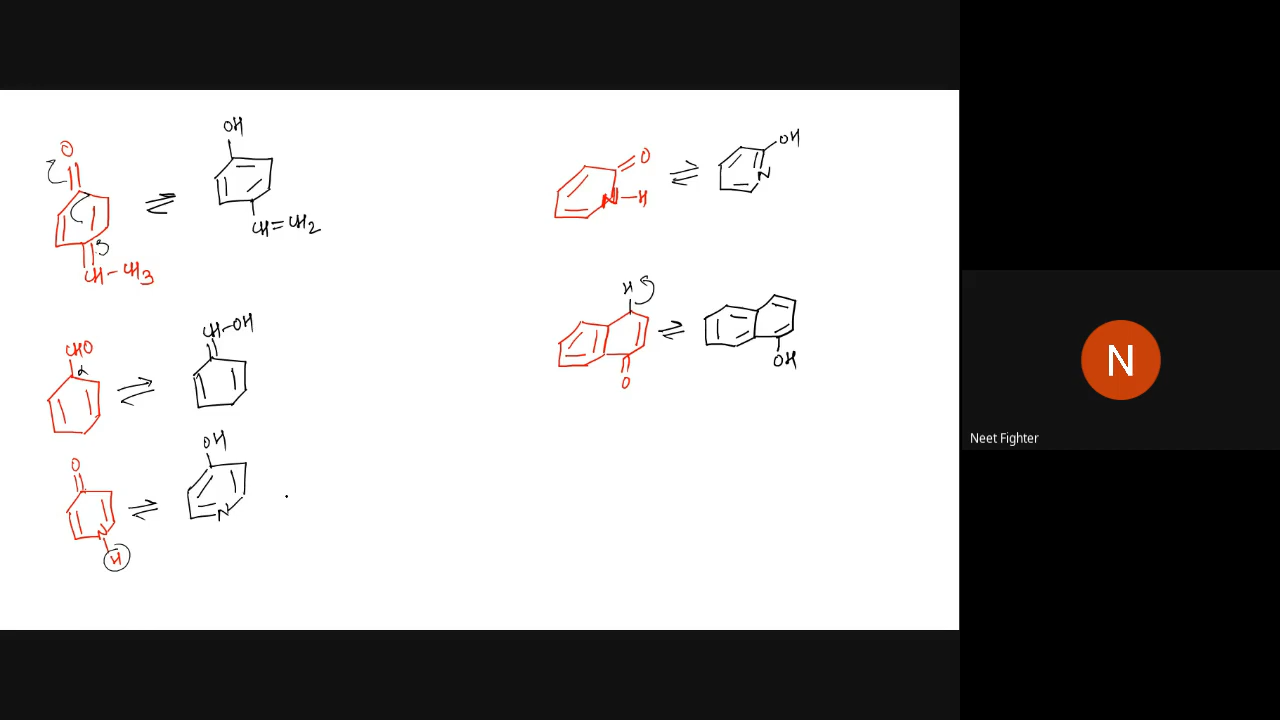 O
OH
CH=CH2
CH-CH3
CHO
α
CH-OH
O
N
H
OH
N
O
N-H
OH
N
H
O
OH
N
Neet Fighter